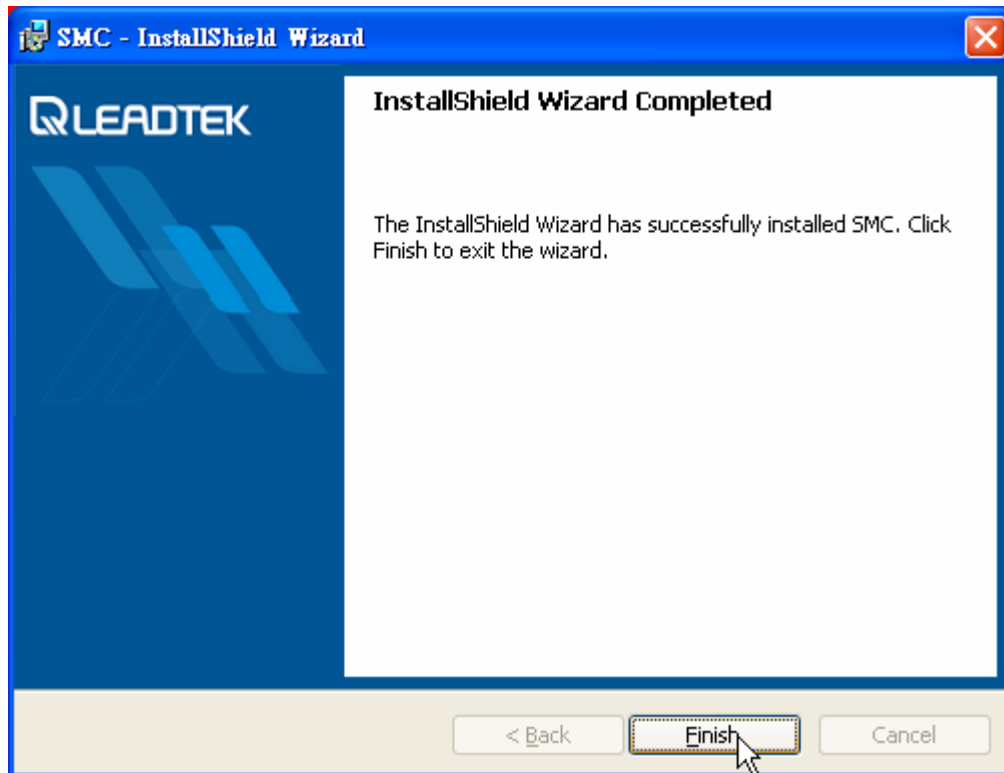 SMC - InstallShield Wizard
LEADTEK
InstallShield Wizard Completed
The InstallShield Wizard has successfully installed SMC. Click
Finish to exit the wizard.
< Back
Finish
Cancel